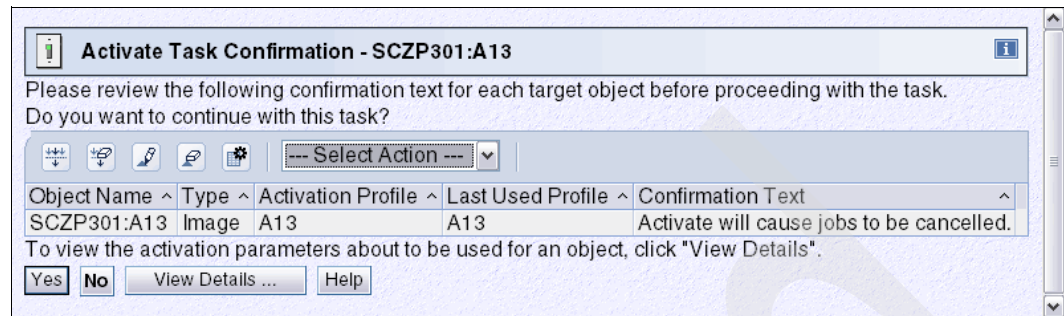 Activate Task Confirmation - SCZP301:A13
i
Please review the following confirmation text for each target object before proceeding with the task.
Do you want to continue with this task?
--- Select Action ---
Object Name ^ Type ^ Activation Profile ^ Last Used Profile ^ Confirmation Text ^
SCZP301:A13 Image A13 A13 Activate will cause jobs to be cancelled.
To view the activation parameters about to be used for an object, click "View Details".
Yes No View Details ... Help